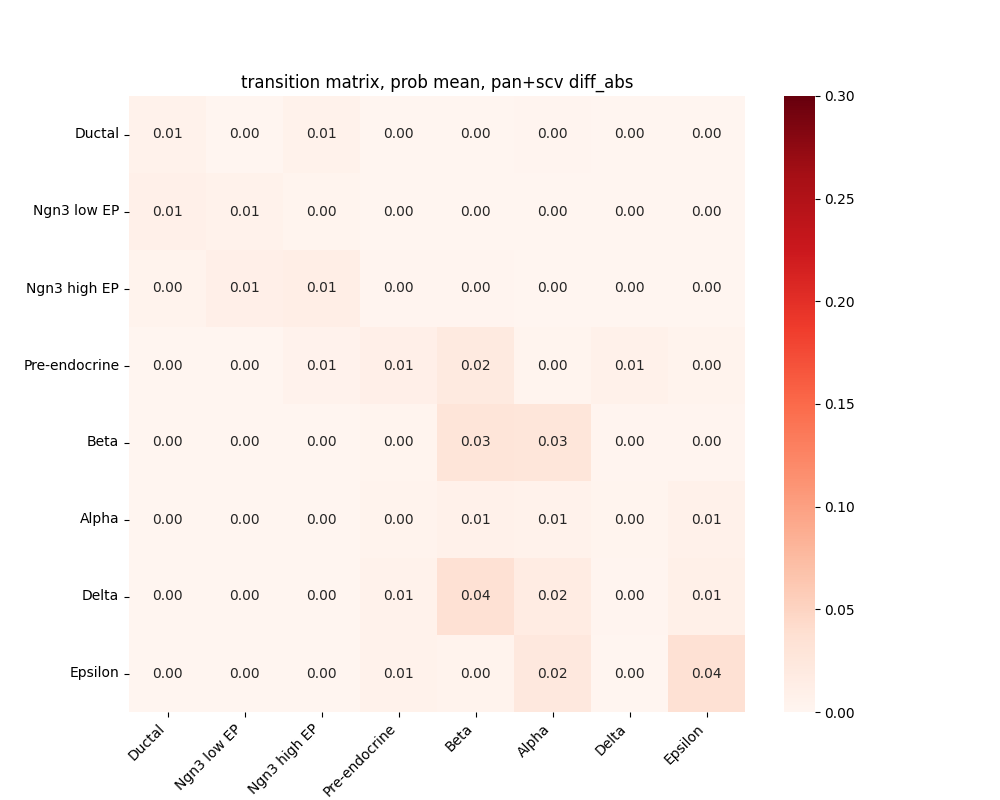 transition matrix, prob mean, pan+scv diff_abs
Ductal 0.01 0.00 0.01 0.00 0.00 0.00 0.00 0.00
Ngn3 low EP 0.01 0.01 0.00 0.00 0.00 0.00 0.00 0.00
Ngn3 high EP 0.00 0.01 0.01 0.00 0.00 0.00 0.00 0.00
Pre-endocrine 0.00 0.00 0.01 0.01 0.02 0.00 0.01 0.00
Beta 0.00 0.00 0.00 0.00 0.03 0.03 0.00 0.00
Alpha 0.00 0.00 0.00 0.00 0.01 0.01 0.00 0.01
Delta 0.00 0.00 0.00 0.01 0.04 0.02 0.00 0.01
Epsilon 0.00 0.00 0.00 0.01 0.00 0.02 0.00 0.04
Ductal
Ngn3 low EP
Ngn3 high EP
Pre-endocrine
Beta
Alpha
Delta
Epsilon
0.30
0.25
0.20
0.15
0.10
0.05
0.00